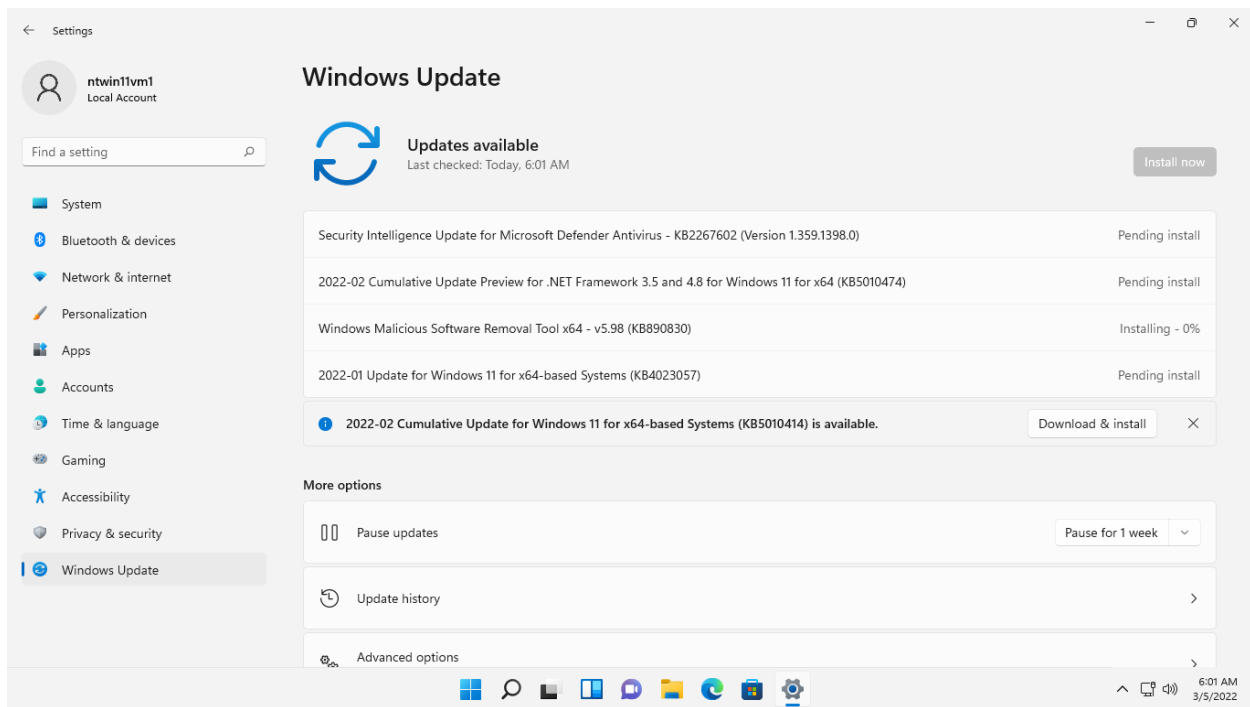 Settings
ntwin11vm1
Local Account
Find a setting
System
Bluetooth & devices
Network & internet
Personalization
Apps
Accounts
Time & language
Gaming
Accessibility
Privacy & security
Windows Update
Windows Update
Updates available
Last checked: Today, 6:01 AM
Install now
Security Intelligence Update for Microsoft Defender Antivirus - KB2267602 (Version 1.359.1398.0) Pending install
2022-02 Cumulative Update Preview for .NET Framework 3.5 and 4.8 for Windows 11 for x64 (KB5010474) Pending install
Windows Malicious Software Removal Tool x64 - v5.98 (KB890830) Installing - 0%
2022-01 Update for Windows 11 for x64-based Systems (KB4023057) Pending install
2022-02 Cumulative Update for Windows 11 for x64-based Systems (KB5010414) is available. Download & install
More options
Pause updates Pause for 1 week
Update history
Advanced options
6:01 AM
3/5/2022